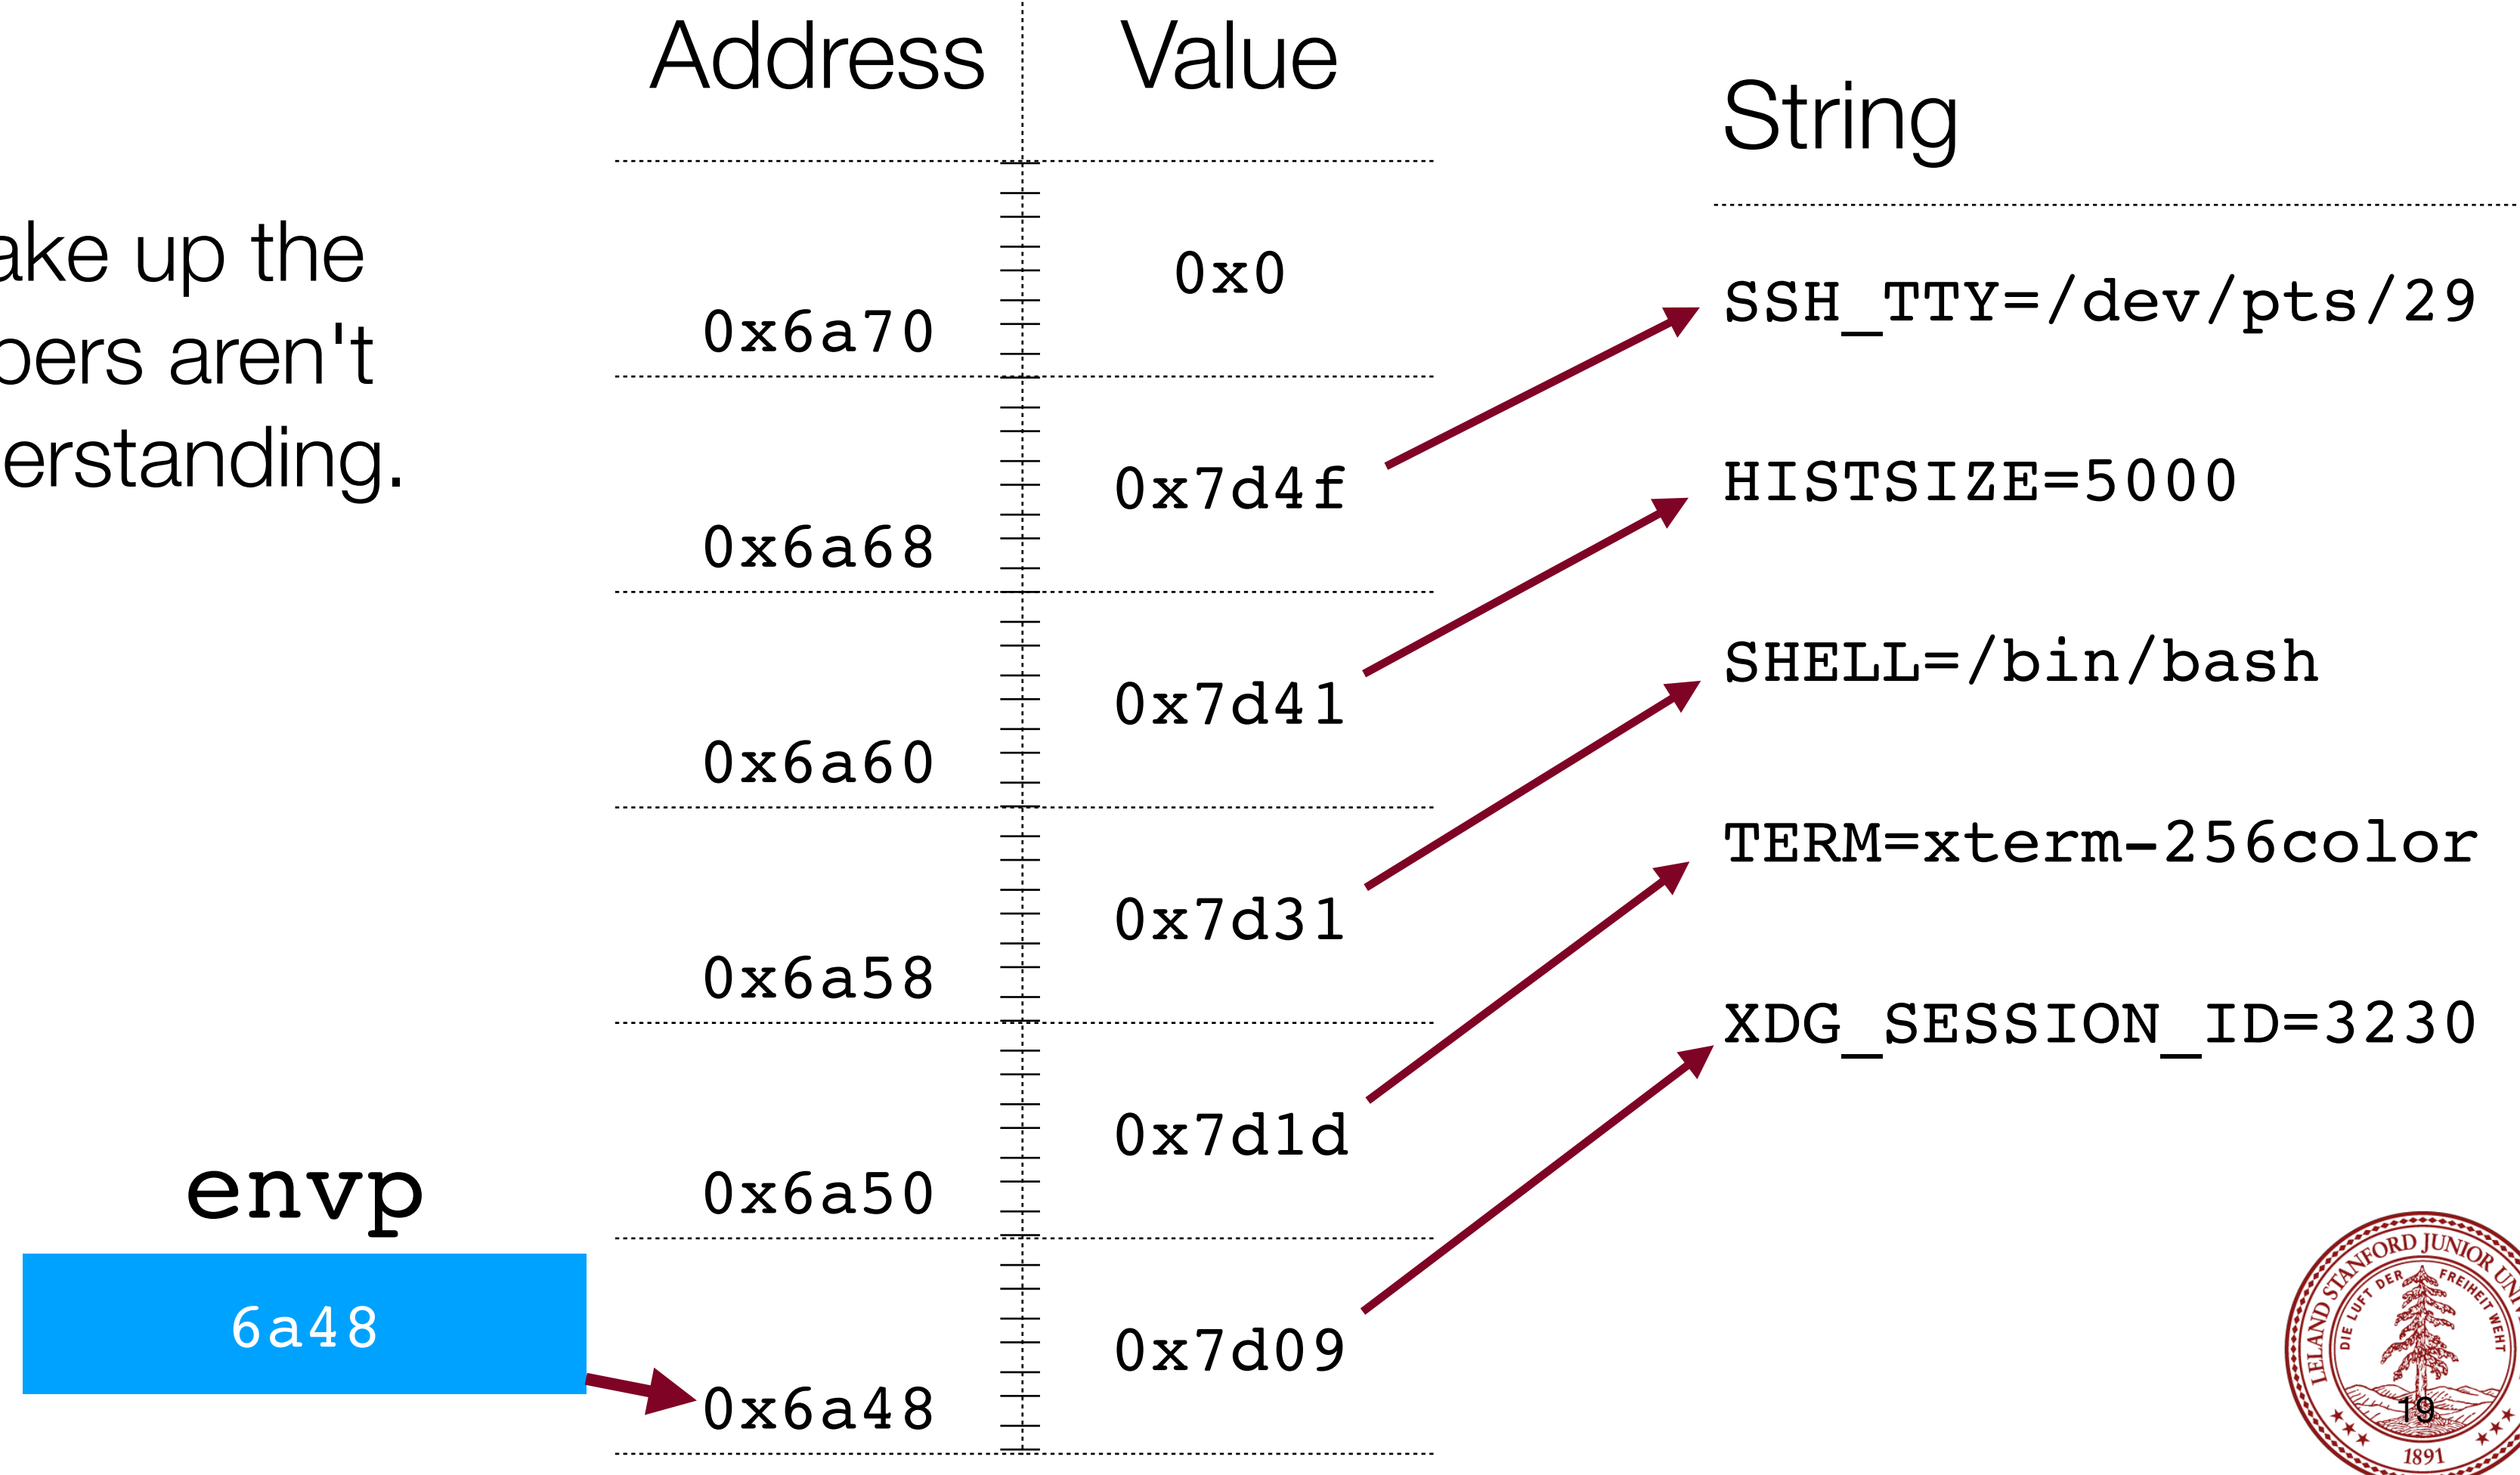 Address Value
String
ake up the
0x0
SSH_TTY=/dev/pts/29
0x6a70
bers aren't
HISTSIZE=5000
0x7d4f
erstanding.
0x6a68
SHELL=/bin/bash
0x7d41
0x6a60
TERM=xterm-256color
0x7d31
0x6a58
XDG_SESSION_ID=3230
0x7d1d
envp
0x6a50
6a48
0x7d09
0x6a48
LELAND STANFORD JUNIOR
DIE LUFT DER FREIHEIT WEHT
19
1891